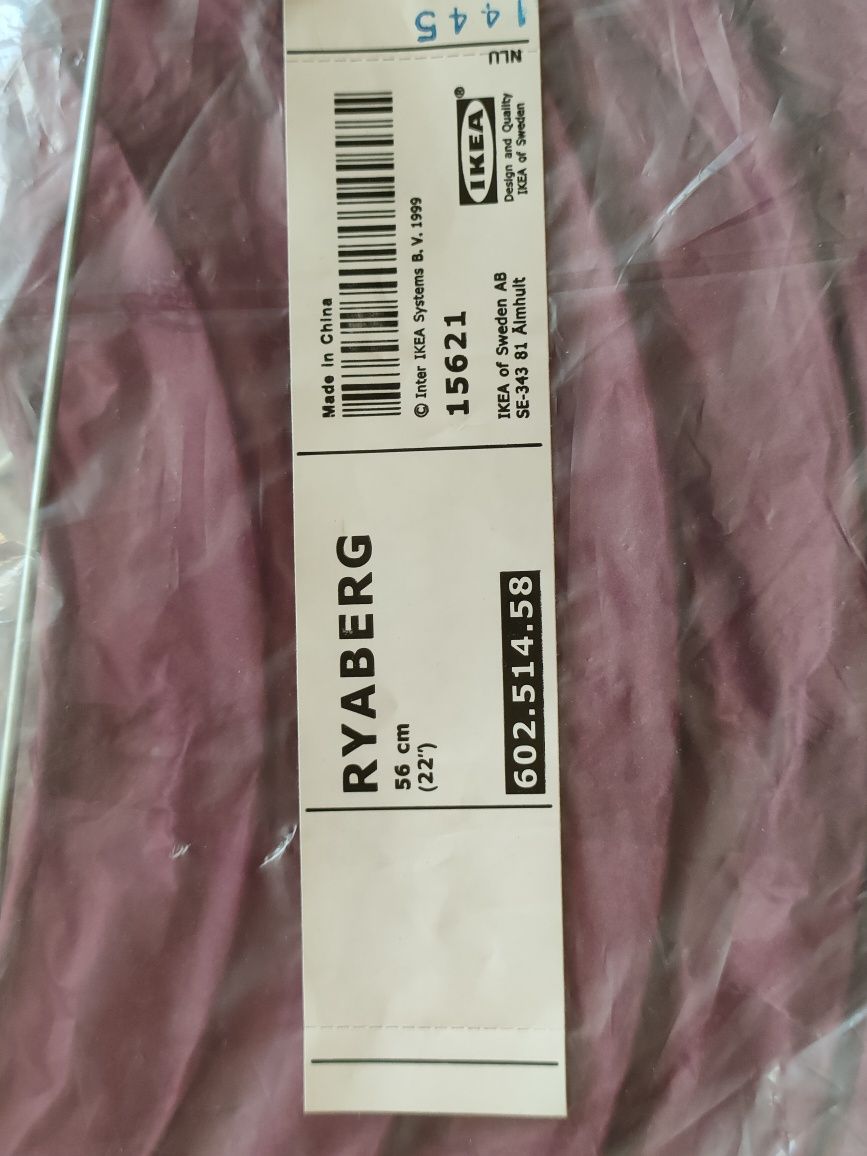 RYABERG
56 cm
(22")
602.514.58
Made in China
© Inter IKEA Systems B.V. 1999
15621
IKEA of Sweden AB
SE-343 81 Älmhult
IKEA®
Design and Quality
IKEA of Sweden
1445